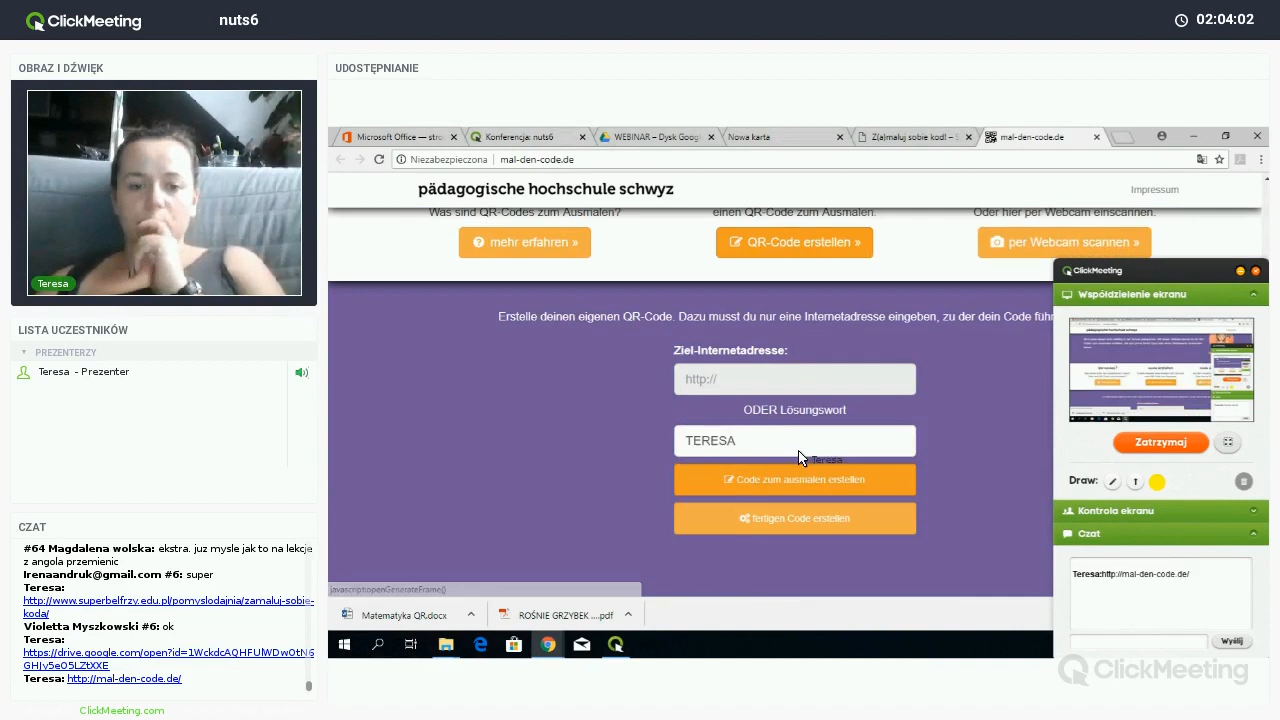 ClickMeeting
nuts6
02:04:02
OBRAZ I DŹWIĘK
Teresa
LISTA UCZESTNIKÓW
PREZENTERZY
Teresa - Prezenter
CZAT
#64 Magdalena wolska: ekstra. juz mysle jak to na lekcje
z angola przemienic
Irenaandruk@gmail.com #6: super
Teresa:
http://www.superbelfrzy.edu.pl/pomyslodajnia/zamaluj-sobie-
koda/
Violetta Myszkowski #6: ok
Teresa:
Teresa: http://mal-den-code.de/
ClickMeeting.com
UDOSTĘPNIANIE
Microsoft Office — stro
Konferencja: nuts6
WEBINAR – Dysk Googl
Nowa karta
Z(a)maluj sobie kod! – S
mal-den-code.de
Niezabezpieczona
mal-den-code.de
pädagogische hochschule schwyz
Impressum
Was sind QR-Codes zum Ausmalen?
einen QR-Code zum Ausmalen.
Oder hier per Webcam einscannen.
mehr erfahren »
QR-Code erstellen »
per Webcam scannen »
Erstelle deinen eigenen QR-Code. Dazu musst du nur eine Internetadresse eingeben, zu der dein Code führ
Ziel-Internetadresse:
http://
ODER Lösungswort
TERESA
Teresa
Code zum ausmalen erstellen
fertigen Code erstellen
javascript:openGenerateFrame()
Matematyka QR.docx
ROŚNIE GRZYBEK ....pdf
ClickMeeting
Współdzielenie ekranu
Zatrzymaj
Draw:
Kontrola ekranu
Czat
Teresa:http://mal-den-code.de/
Wyślij
ClickMeeting